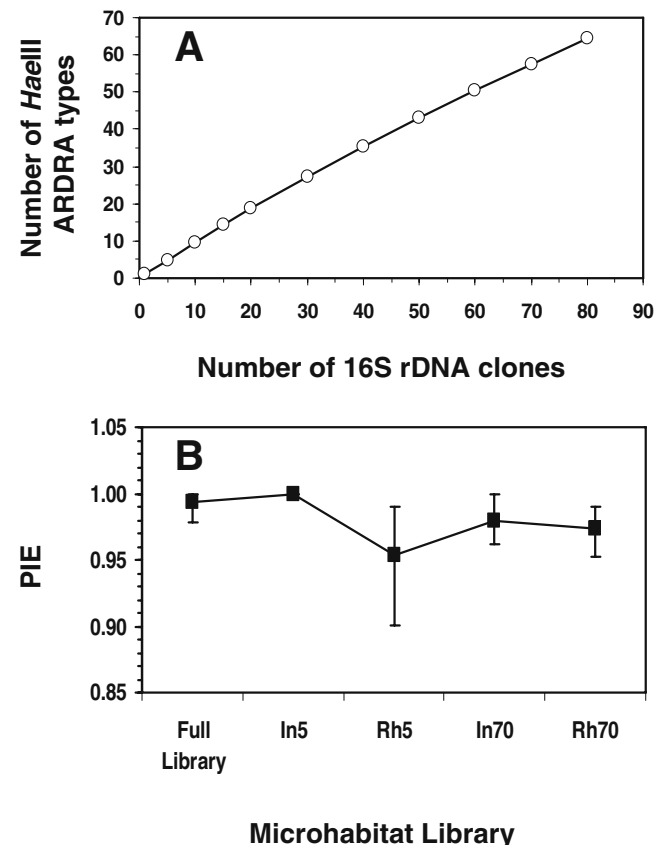 A
Number of HaeIII
ARDRA types
70
60
50
40
30
20
10
0
0 10 20 30 40 50 60 70 80 90
Number of 16S rDNA clones
B
PIE
1.05
1.00
0.95
0.90
0.85
Full Library In5 Rh5 In70 Rh70
Microhabitat Library